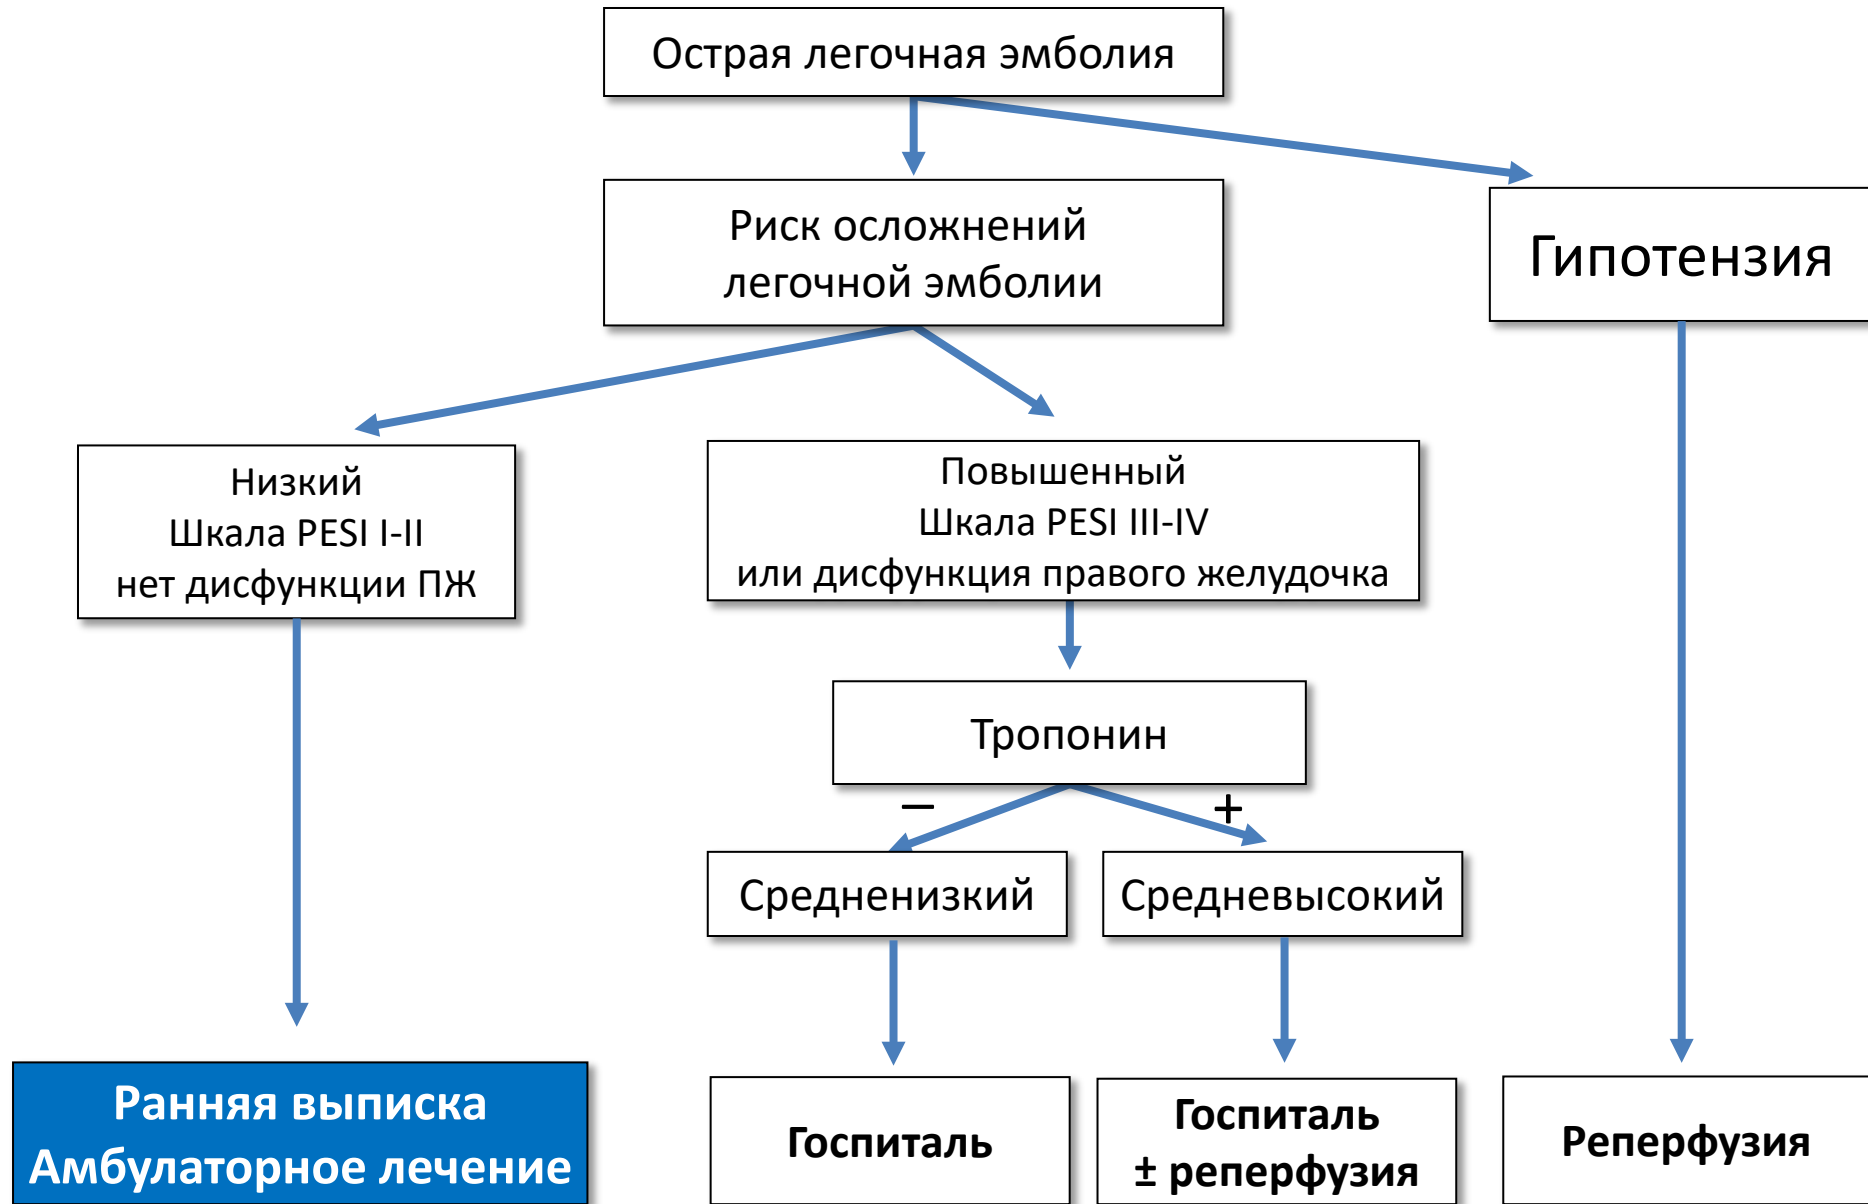 Острая легочная эмболия
Риск осложнений
легочной эмболии
Гипотензия
Низкий
Шкала PESI I-II
нет дисфункции ПЖ
Повышенный
Шкала PESI III-IV
или дисфункция правого желудочка
Тропонин
–
+
Средненизкий
Средневысокий
Ранняя выписка
Амбулаторное лечение
Госпиталь
Госпиталь
± реперфузия
Реперфузия